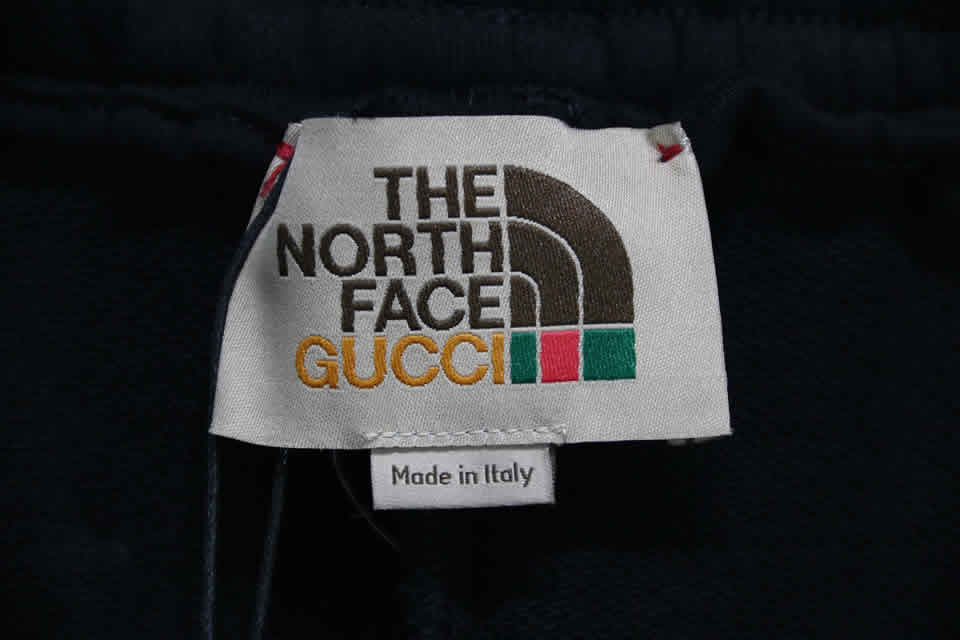 THE
NORTH
FACE
GUCCI
Made in Italy